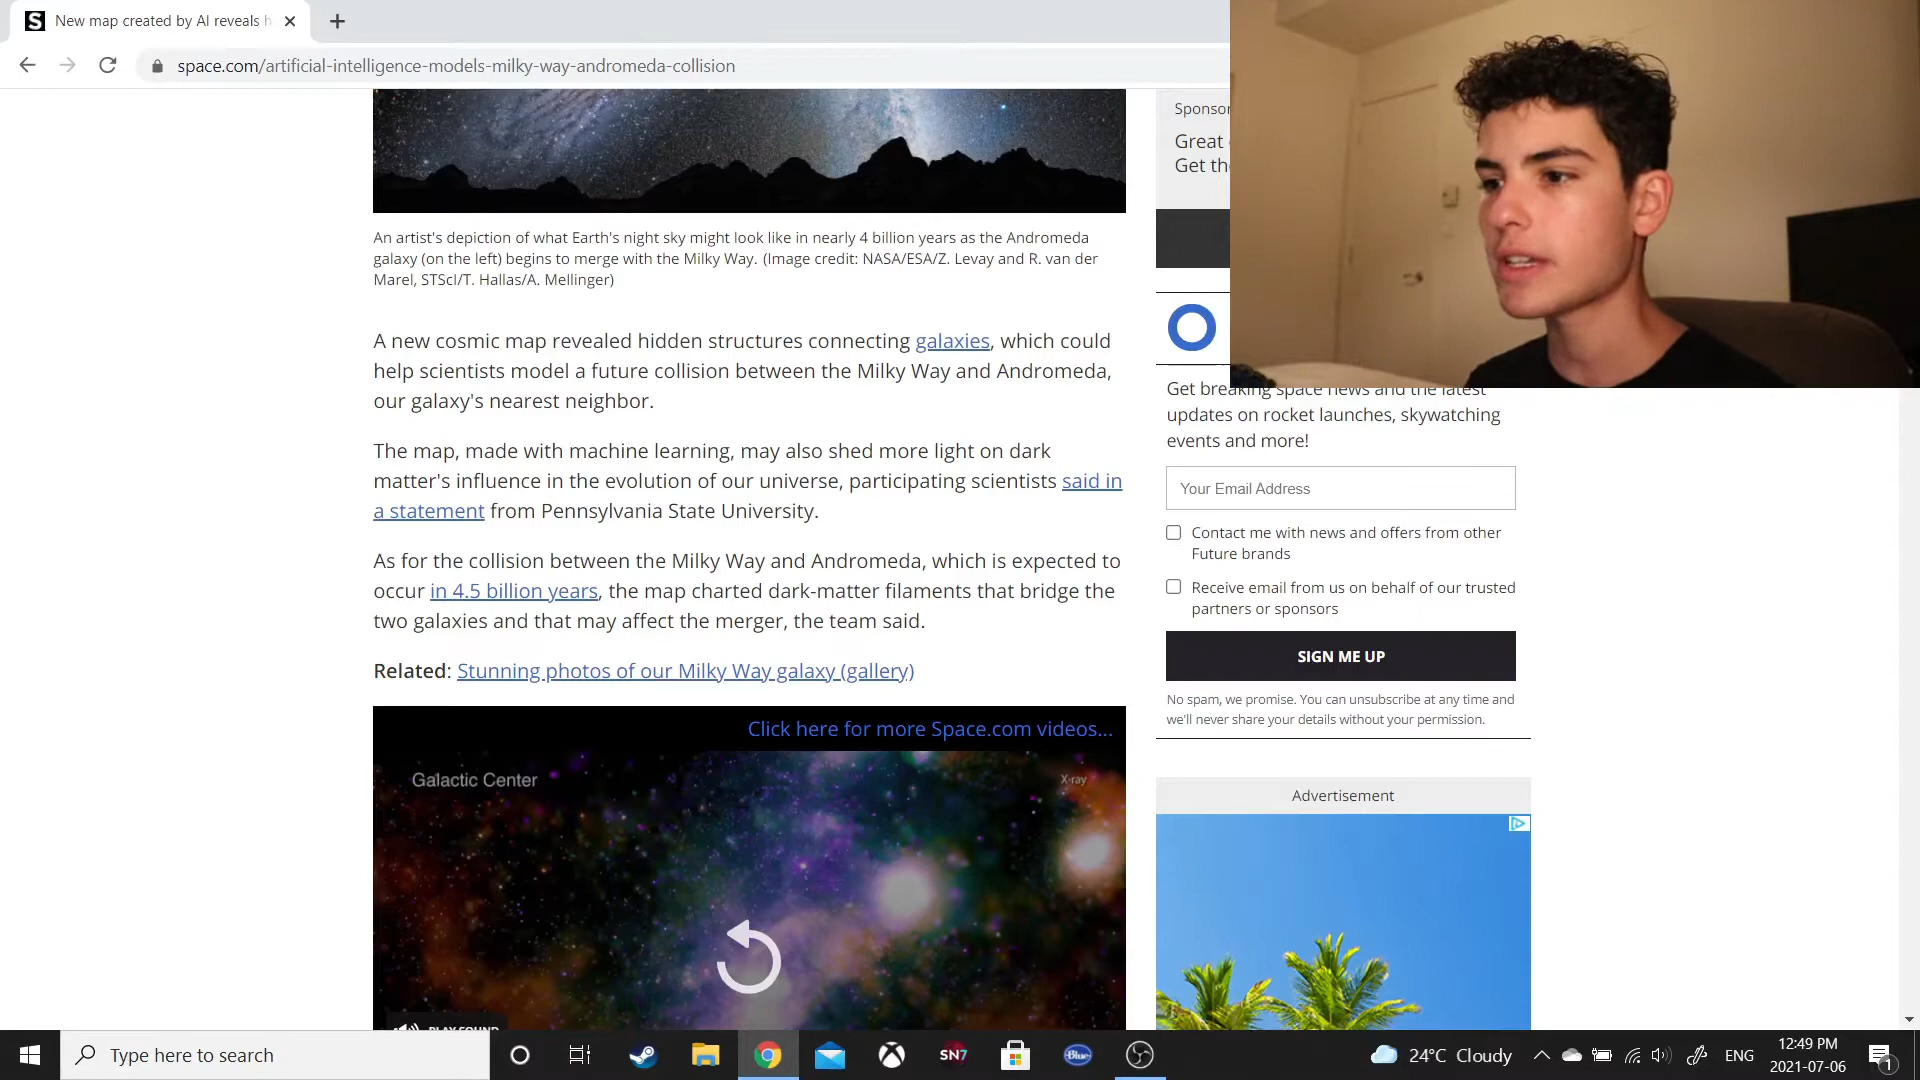 New map created by AI reveals h
space.com/artificial-intelligence-models-milky-way-andromeda-collision
An artist's depiction of what Earth's night sky might look like in nearly 4 billion years as the Andromeda
galaxy (on the left) begins to merge with the Milky Way. (Image credit: NASA/ESA/Z. Levay and R. van der
Marel, STScI/T. Hallas/A. Mellinger)
A new cosmic map revealed hidden structures connecting galaxies, which could
help scientists model a future collision between the Milky Way and Andromeda,
our galaxy's nearest neighbor.
The map, made with machine learning, may also shed more light on dark
matter's influence in the evolution of our universe, participating scientists said in
a statement from Pennsylvania State University.
As for the collision between the Milky Way and Andromeda, which is expected to
occur in 4.5 billion years, the map charted dark-matter filaments that bridge the
two galaxies and that may affect the merger, the team said.
Related: Stunning photos of our Milky Way galaxy (gallery)
Click here for more Space.com videos...
Galactic Center
X-ray
PLAY SOUND
Sponsor
Great
Get the
Get breaking space news and the latest
updates on rocket launches, skywatching
events and more!
Your Email Address
Contact me with news and offers from other
Future brands
Receive email from us on behalf of our trusted
partners or sponsors
SIGN ME UP
No spam, we promise. You can unsubscribe at any time and
we'll never share your details without your permission.
Advertisement
Type here to search
SN7
Blue
24°C Cloudy
ENG
12:49 PM
2021-07-06
1